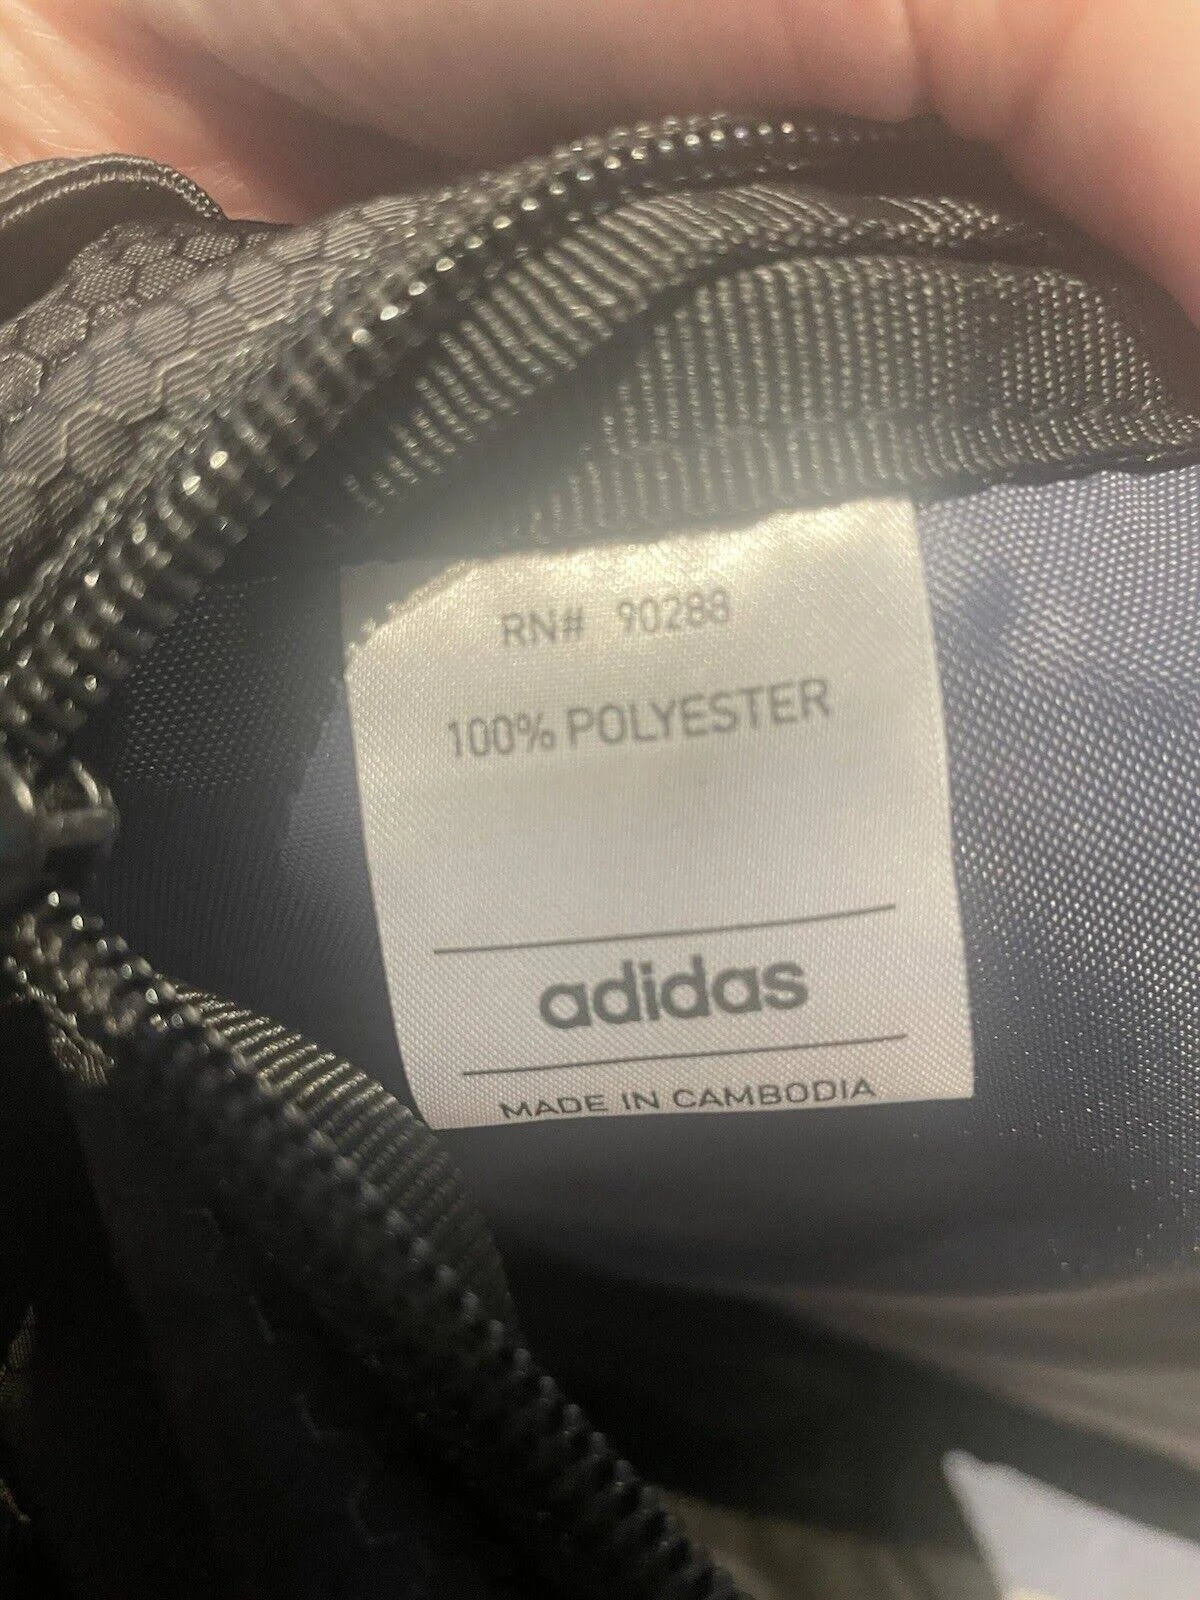 RN# 90288
100% POLYESTER
adidas
MADE IN CAMBODIA